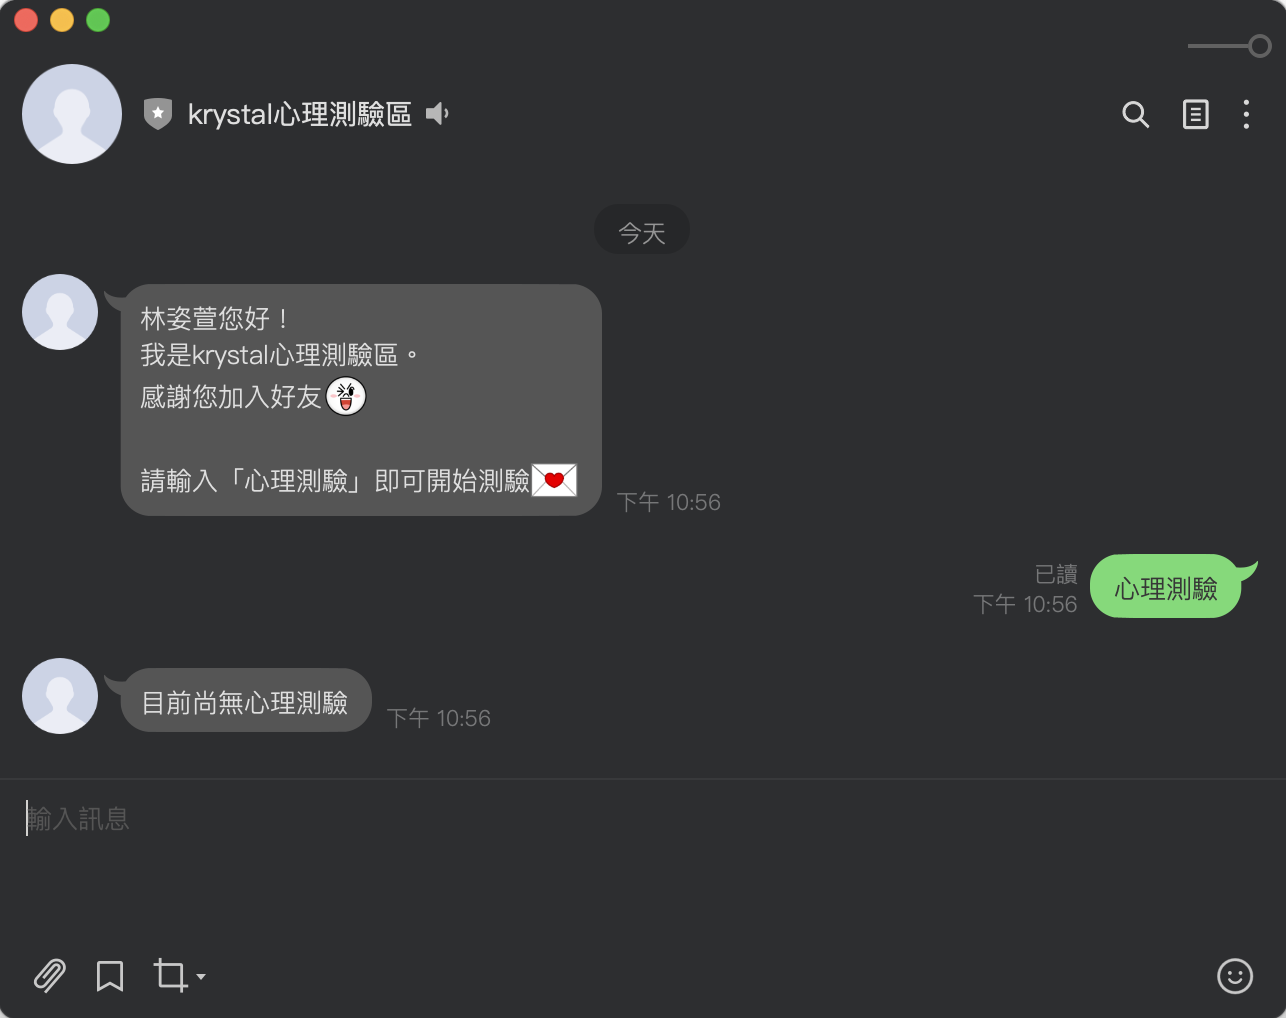 krystal心理測驗區
今天
林姿萱您好！
我是krystal心理測驗區。
感謝您加入好友
請輸入「心理測驗」即可開始測驗
下午 10:56
已讀
下午 10:56
心理測驗
目前尚無心理測驗
下午 10:56
輸入訊息